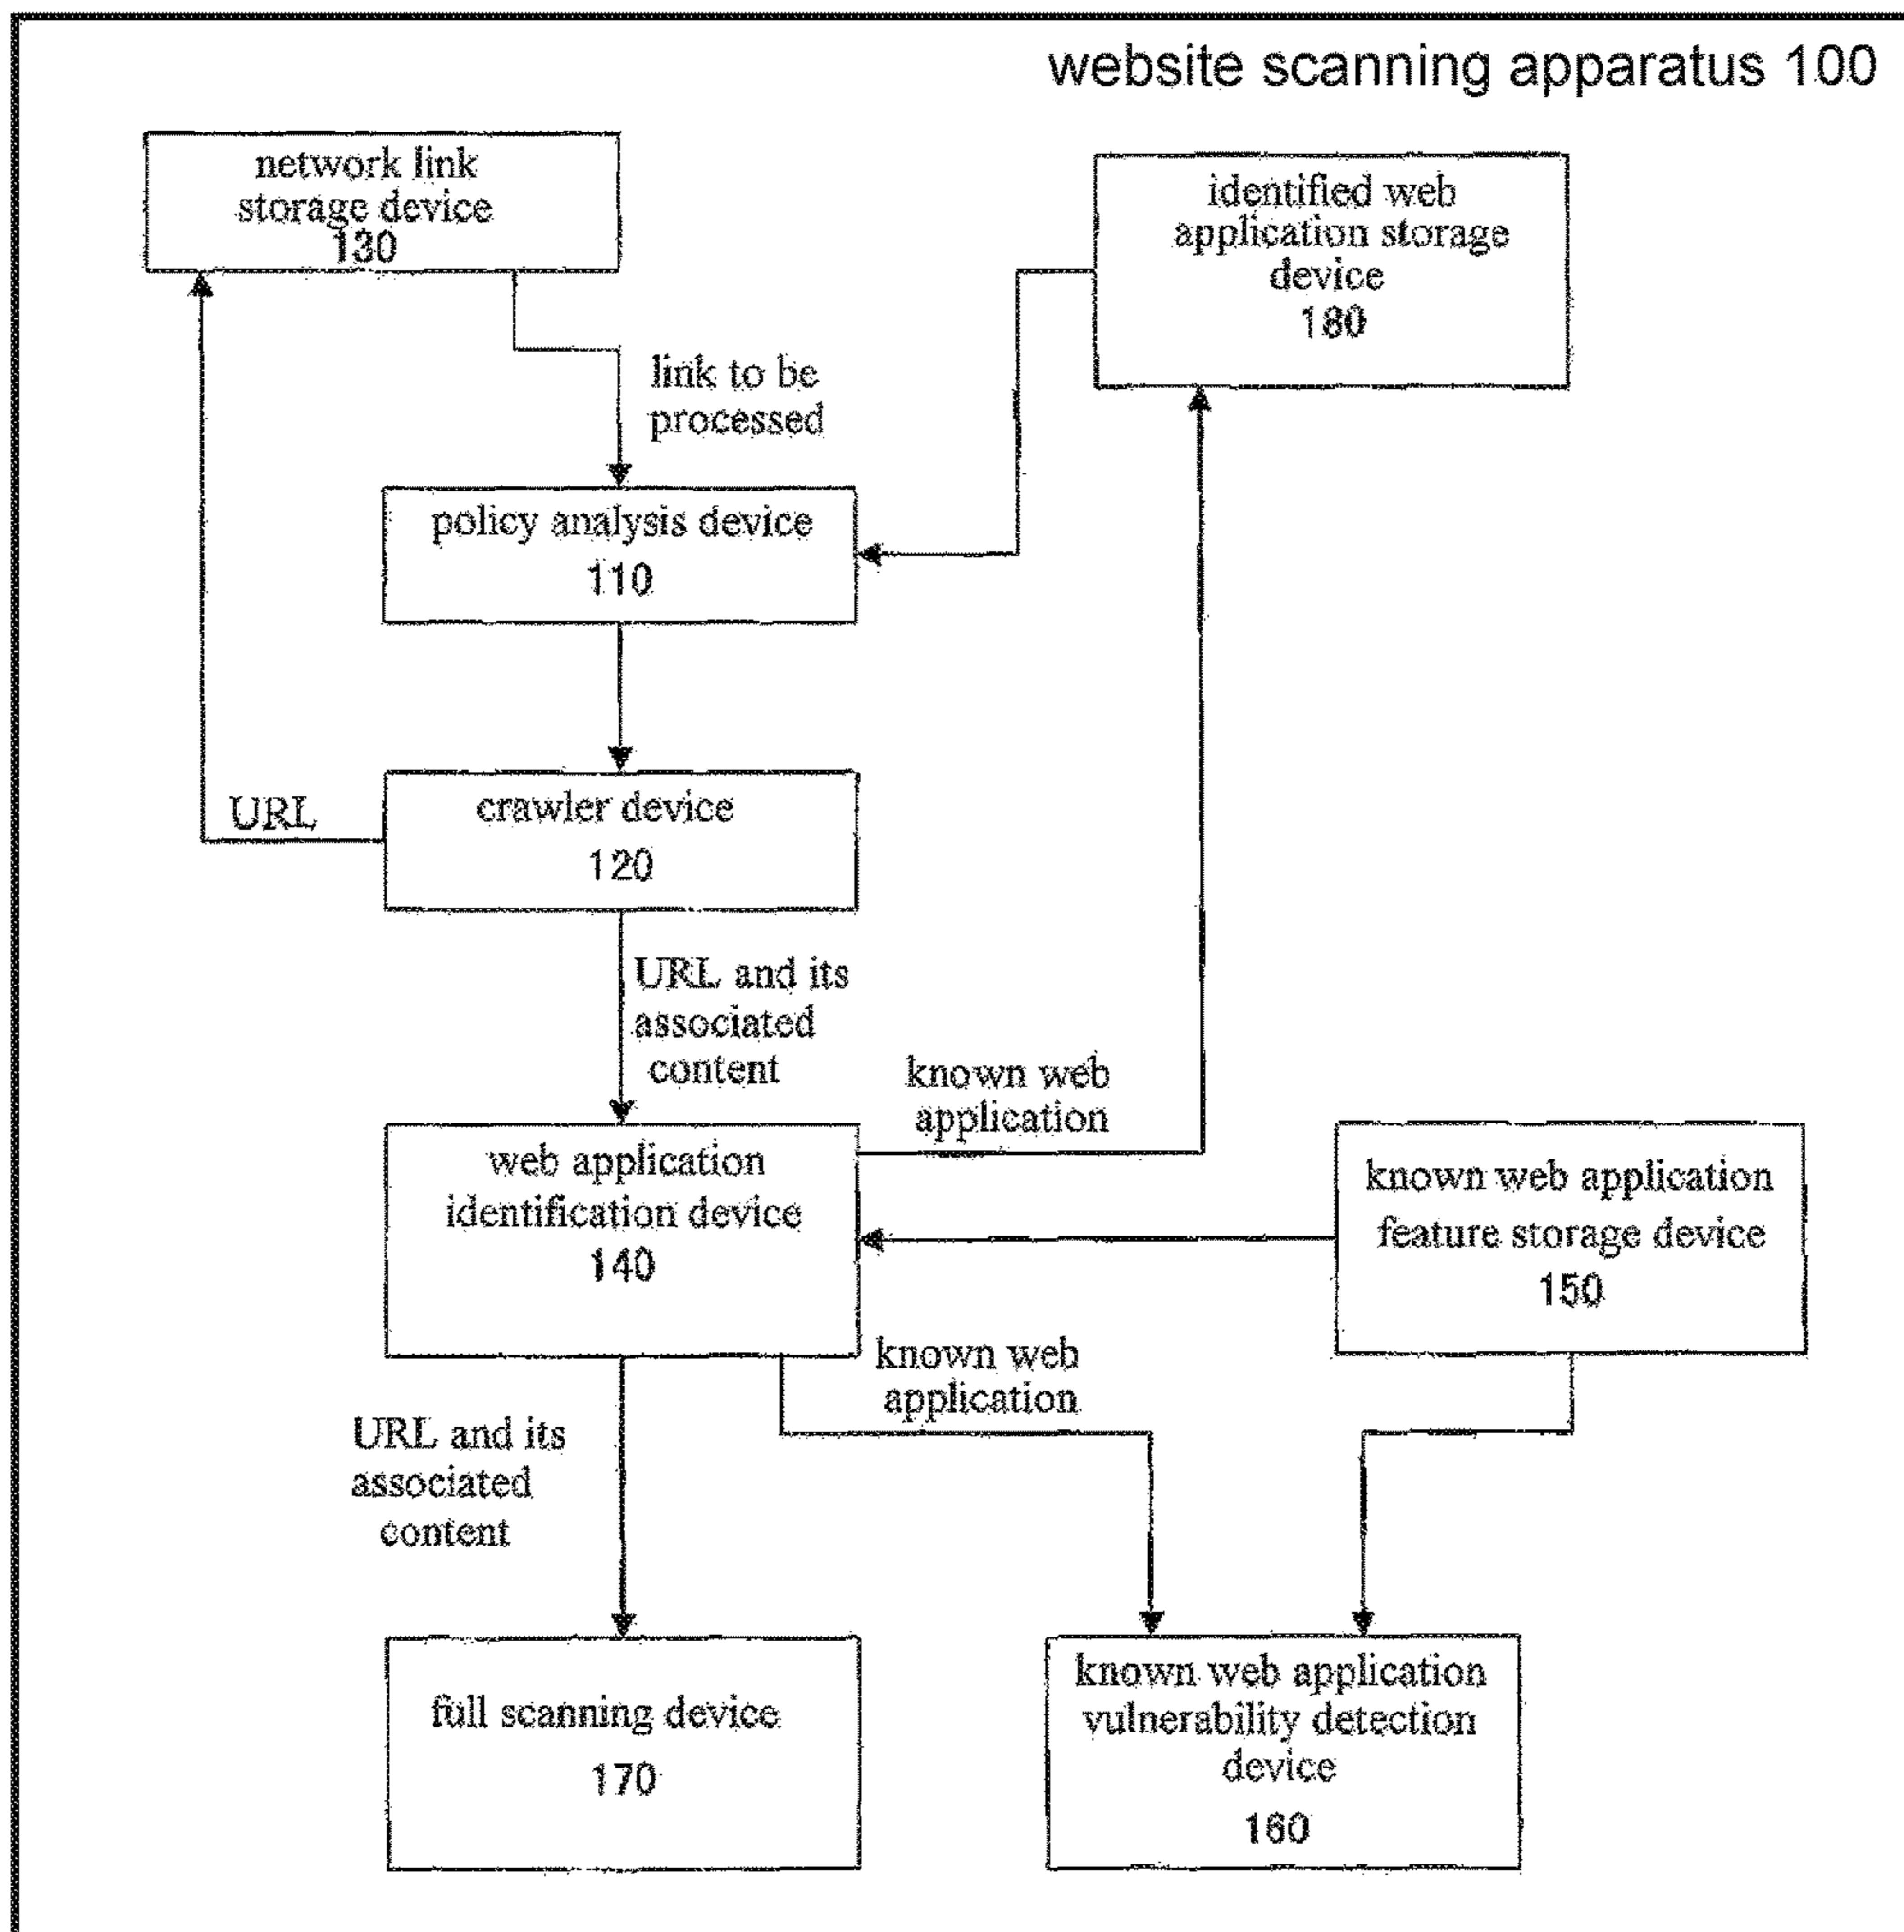 website scanning apparatus 100
network link
storage device
130
identified web
application storage
device
180
link to be
processed
policy analysis device
110
URL
crawler device
120
URL and its
associated
content
known web
application
web application
identification device
140
known web application
feature storage device
150
known web
application
URL and its
associated
content
full scanning device
170
known web application
vulnerability detection
device
160